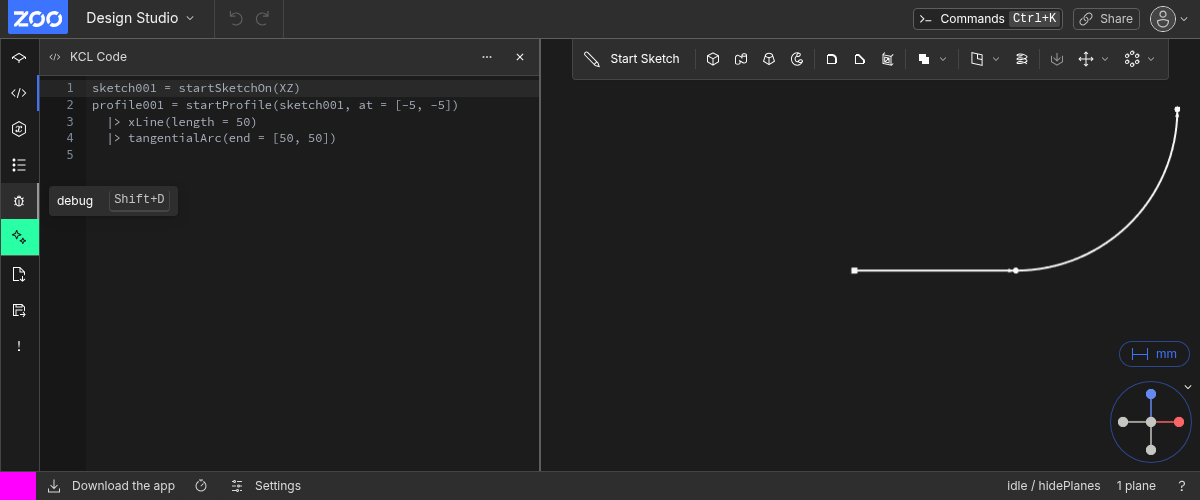 ZOO Design Studio
Commands Ctrl+K Share
KCL Code
Start Sketch
1 sketch001 = startSketchOn(XZ)
2 profile001 = startProfile(sketch001, at = [-5, -5])
3 |> xLine(length = 50)
4 |> tangentialArc(end = [50, 50])
5
debug Shift+D
mm
Download the app Settings idle / hidePlanes 1 plane ?